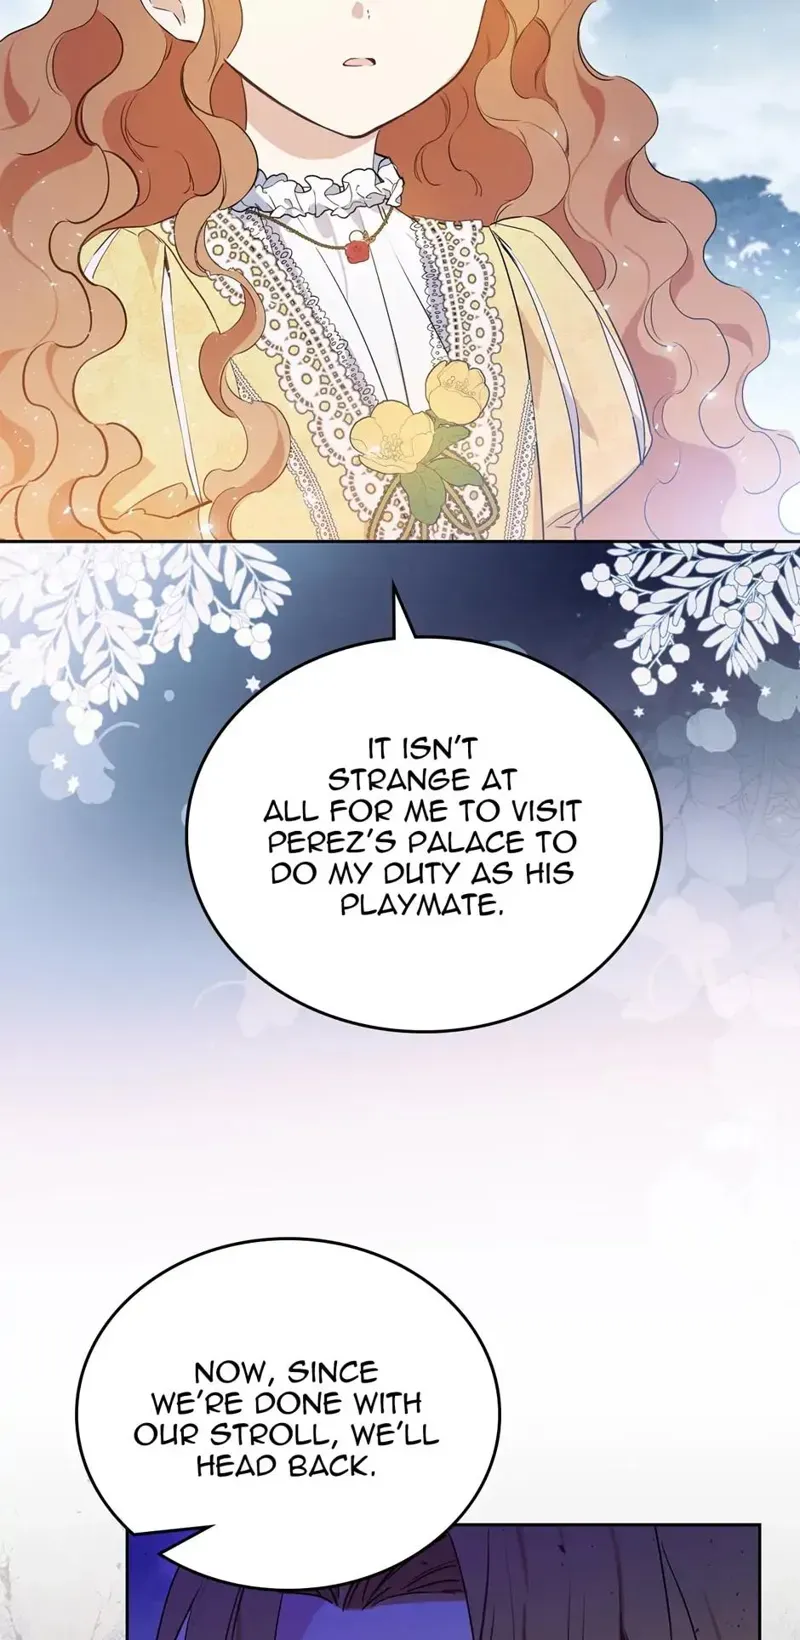 IT ISN'T
STRANGE AT
ALL FOR ME TO VISIT
PEREZ'S PALACE TO
DO MY DUTY AS HIS
PLAYMATE.
NOW, SINCE
WE'RE DONE WITH
OUR STROLL, WE'LL
HEAD BACK.